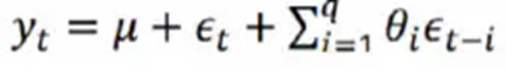 yₜ = μ + ϵₜ + ∑ᵢ₌₁^q θᵢϵₜ₋ᵢ